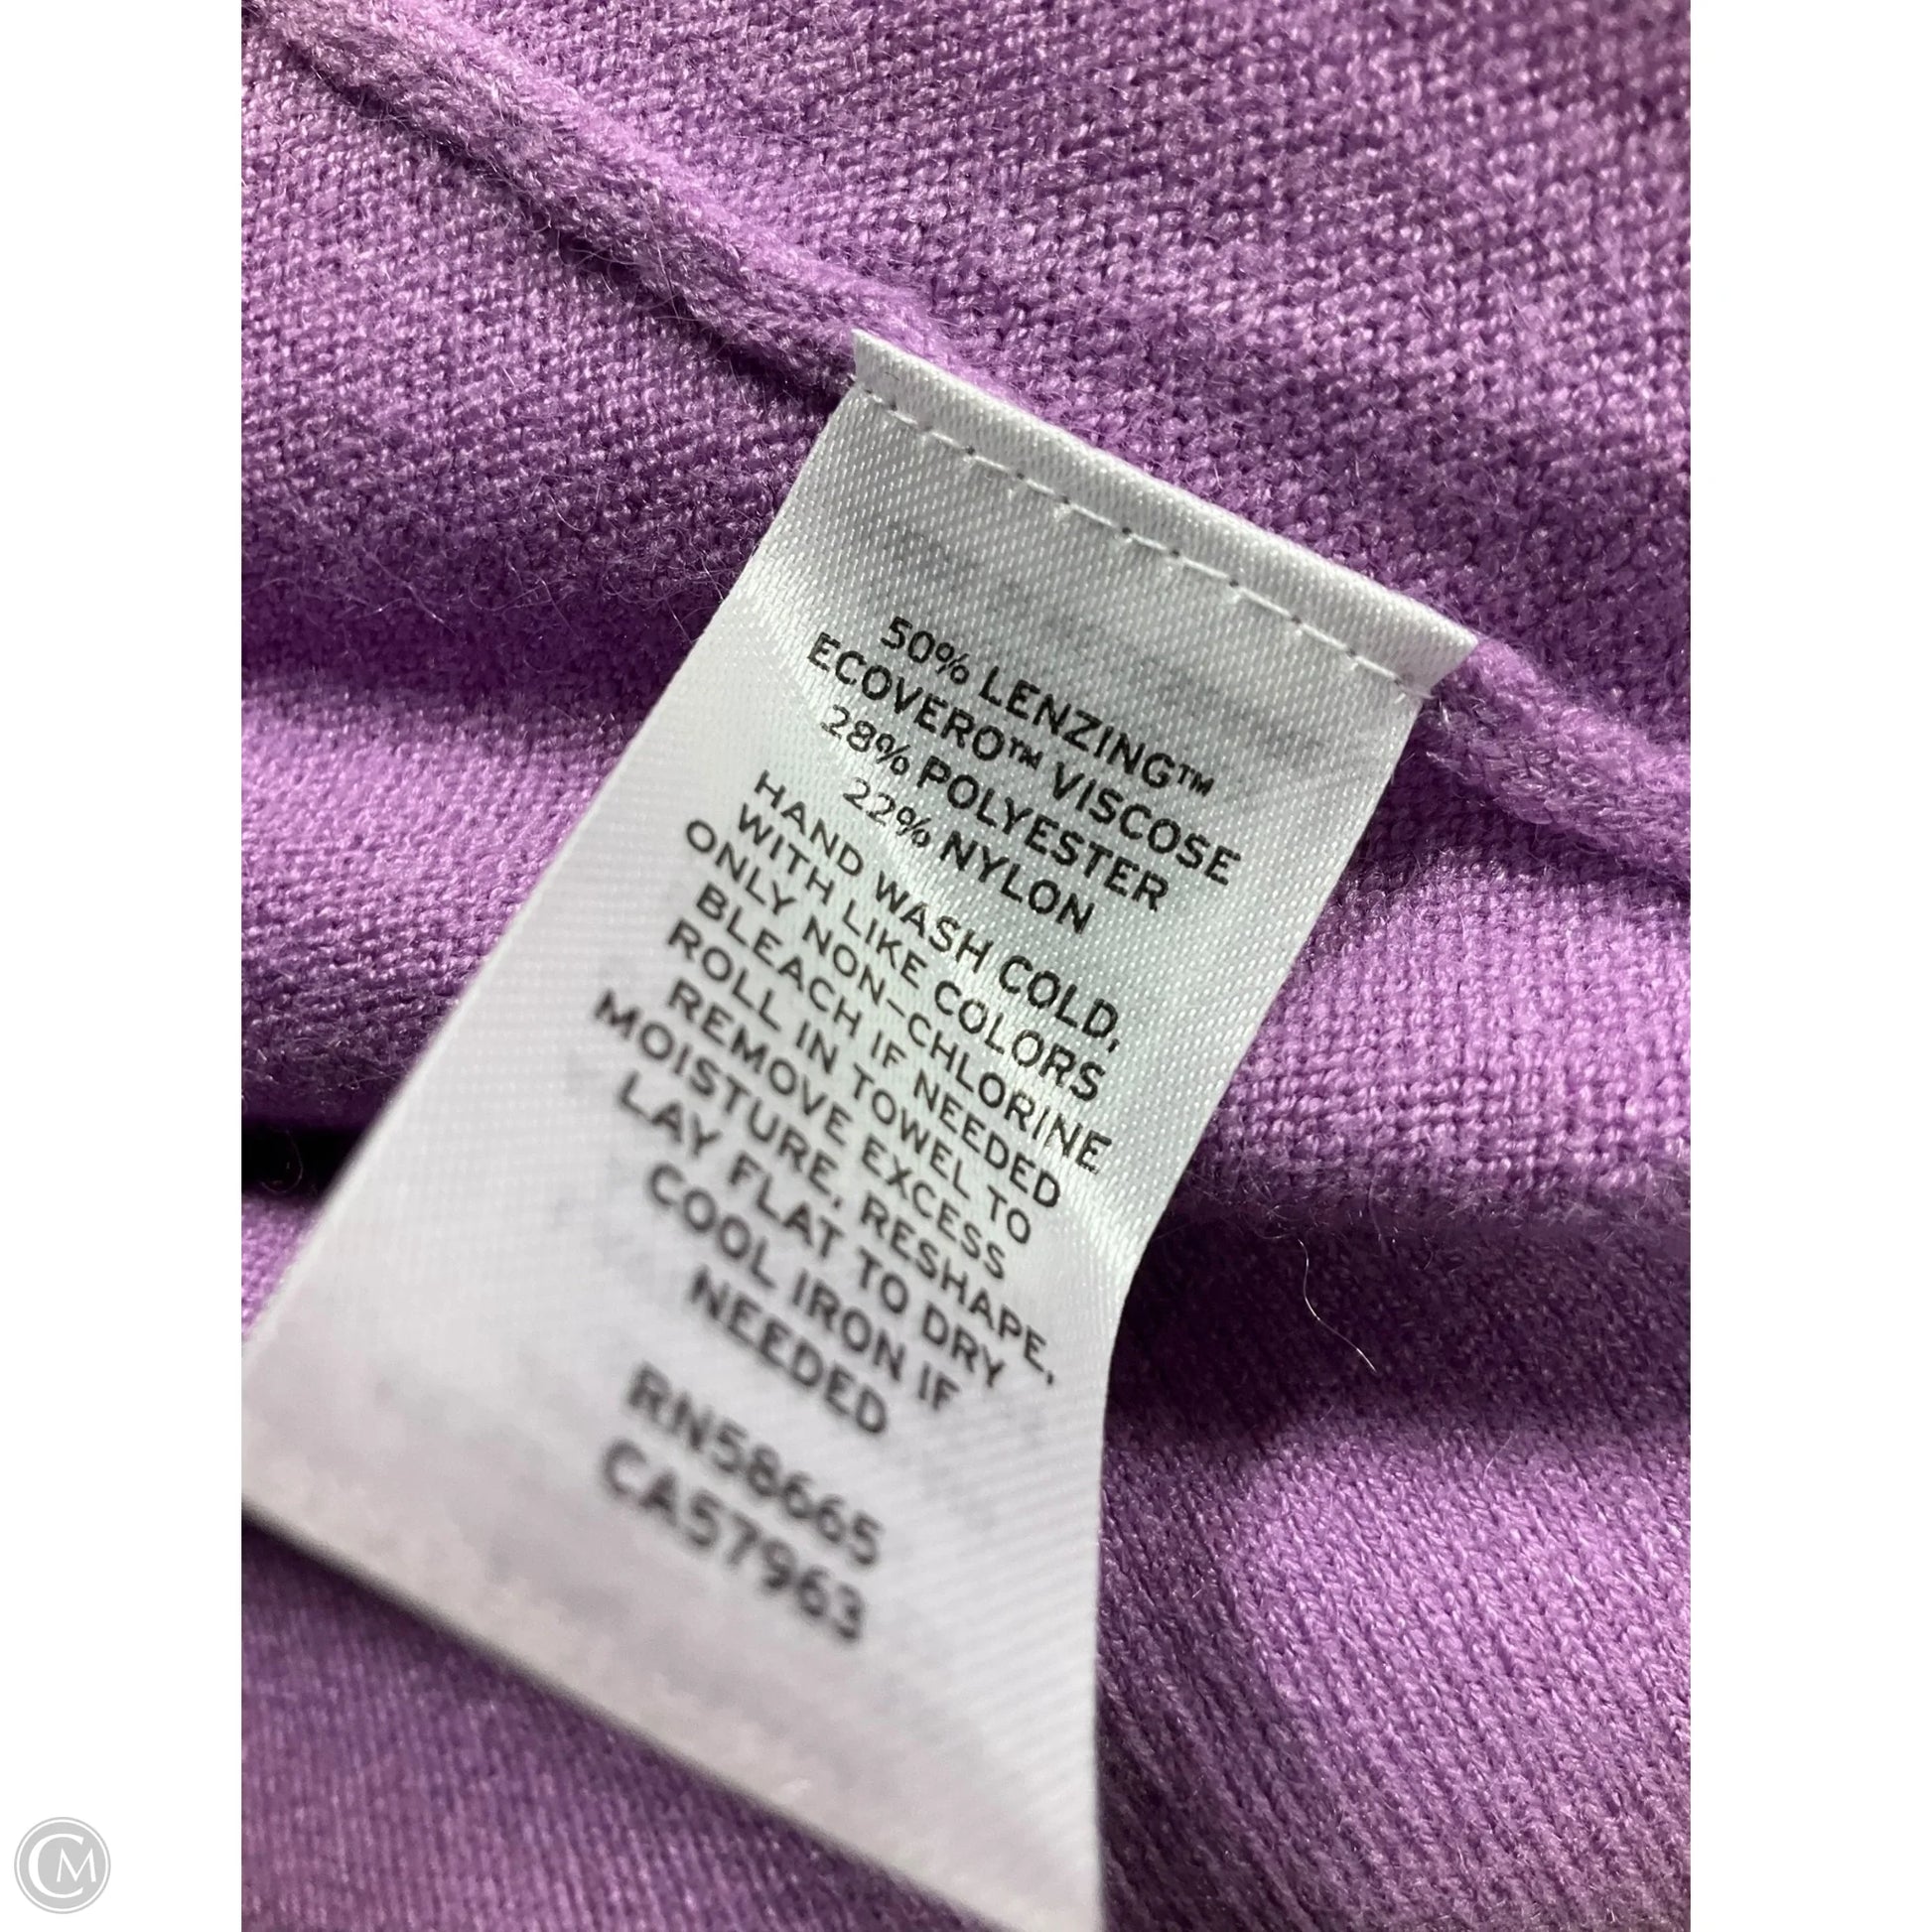 50% LENZING™
ECOVERO™ VISCOSE
28% POLYESTER
22% NYLON
HAND WASH COLD,
WITH LIKE COLORS
ONLY NON-CHLORINE
BLEACH IF NEEDED
ROLL IN TOWEL TO
REMOVE EXCESS
MOISTURE, RESHAPE,
LAY FLAT TO DRY
COOL IRON IF
NEEDED
RN58665
CA57963
CM